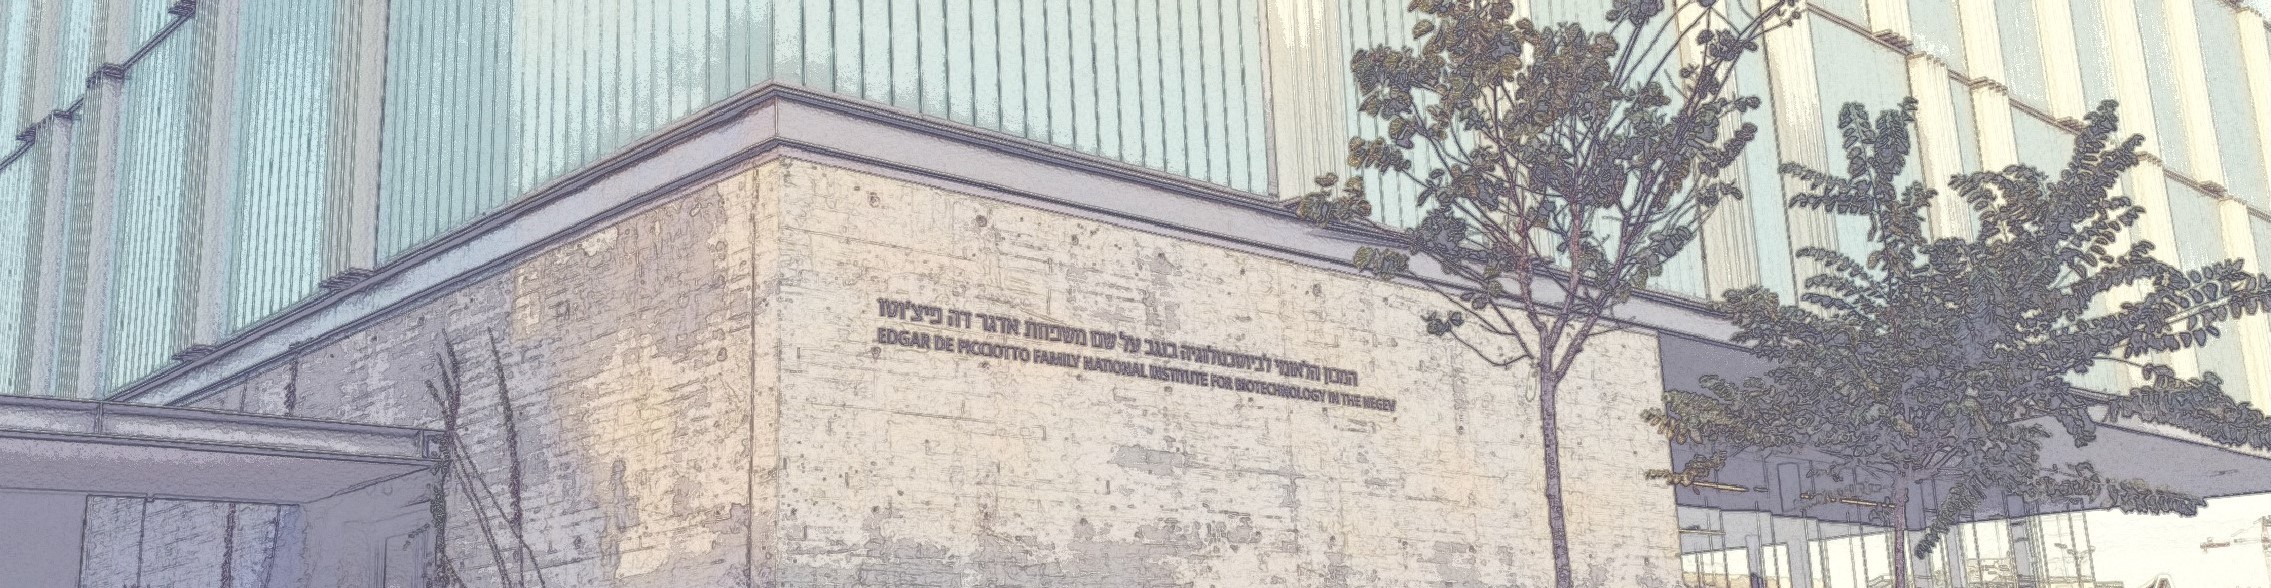 המכון הלאומי לביוטכנולוגיה בנגב על שם משפחת אדגר דה פיצ'וטו
EDGAR DE PICCIOTTO FAMILY NATIONAL INSTITUTE FOR BIOTECHNOLOGY IN THE NEGEV